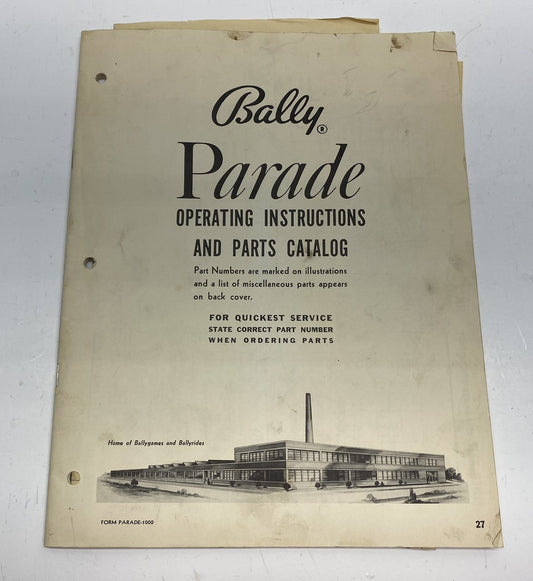 Bally®
Parade
OPERATING INSTRUCTIONS
AND PARTS CATALOG
Part Numbers are marked on illustrations
and a list of miscellaneous parts appears
on back cover.
FOR QUICKEST SERVICE
STATE CORRECT PART NUMBER
WHEN ORDERING PARTS
Home of Ballygames and Ballyrides
FORM PARADE-1000
27